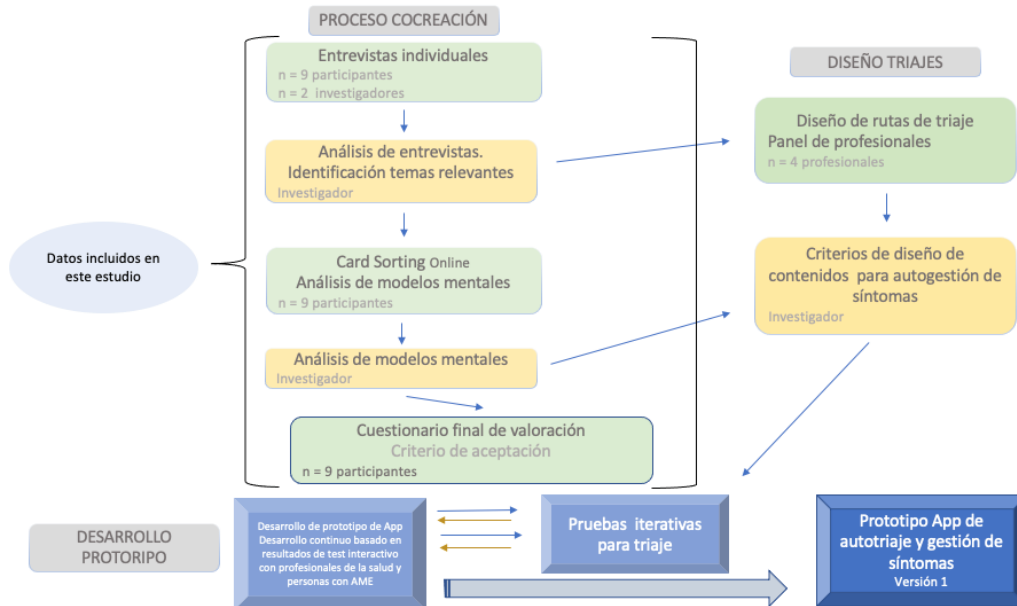 PROCESO COCREACIÓN
Entrevistas individuales
n = 9 participantes
n = 2 investigadores
Análisis de entrevistas.
Identificación temas relevantes
Investigador
Card Sorting Online
Análisis de modelos mentales
n = 9 participantes
Análisis de modelos mentales
Investigador
Cuestionario final de valoración
Criterio de aceptación
n = 9 participantes
Datos incluidos en
este estudio
DISEÑO TRIAJES
Diseño de rutas de triaje
Panel de profesionales
n = 4 profesionales
Criterios de diseño de
contenidos para autogestión de
síntomas
Investigador
DESARROLLO
PROTORIPO
Desarrollo de prototipo de App
Desarrollo continuo basado en
resultados de test interactivo
con profesionales de la salud y
personas con AME
Pruebas iterativas
para triaje
Prototipo App de
autotriaje y gestión de
síntomas
Versión 1